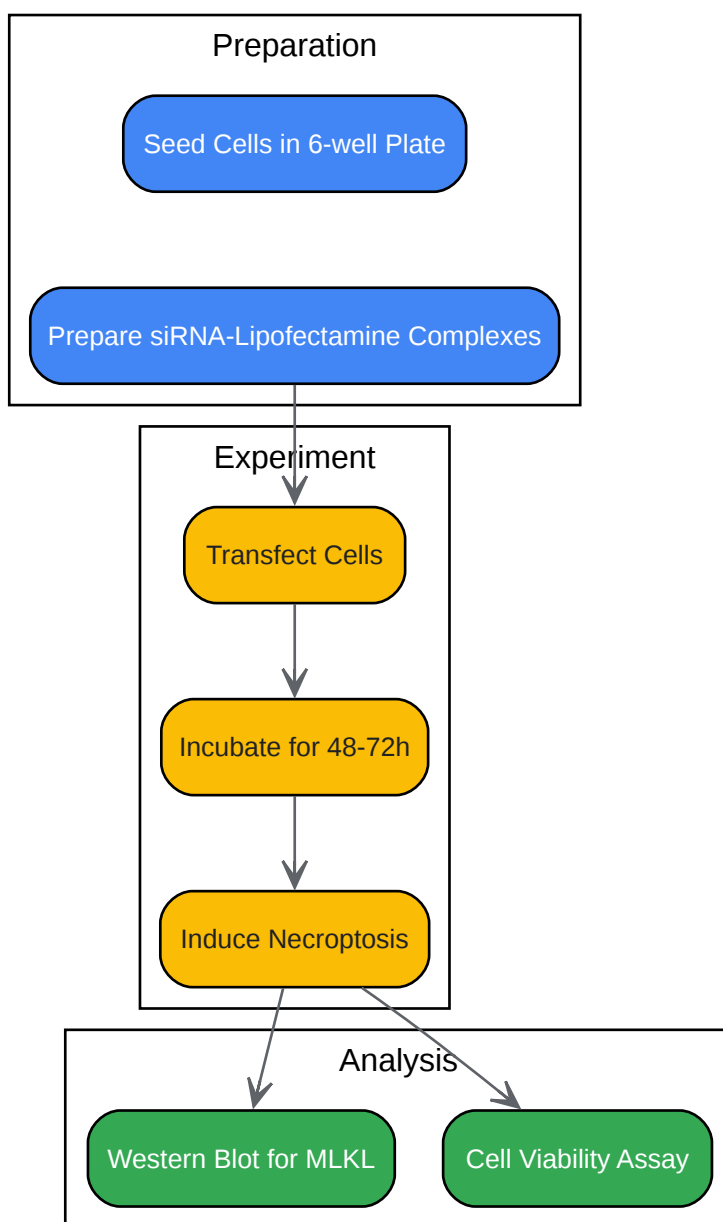 Preparation
Seed Cells in 6-well Plate
Prepare siRNA-Lipofectamine Complexes
Experiment
Transfect Cells
Incubate for 48-72h
Induce Necroptosis
Analysis
Western Blot for MLKL
Cell Viability Assay